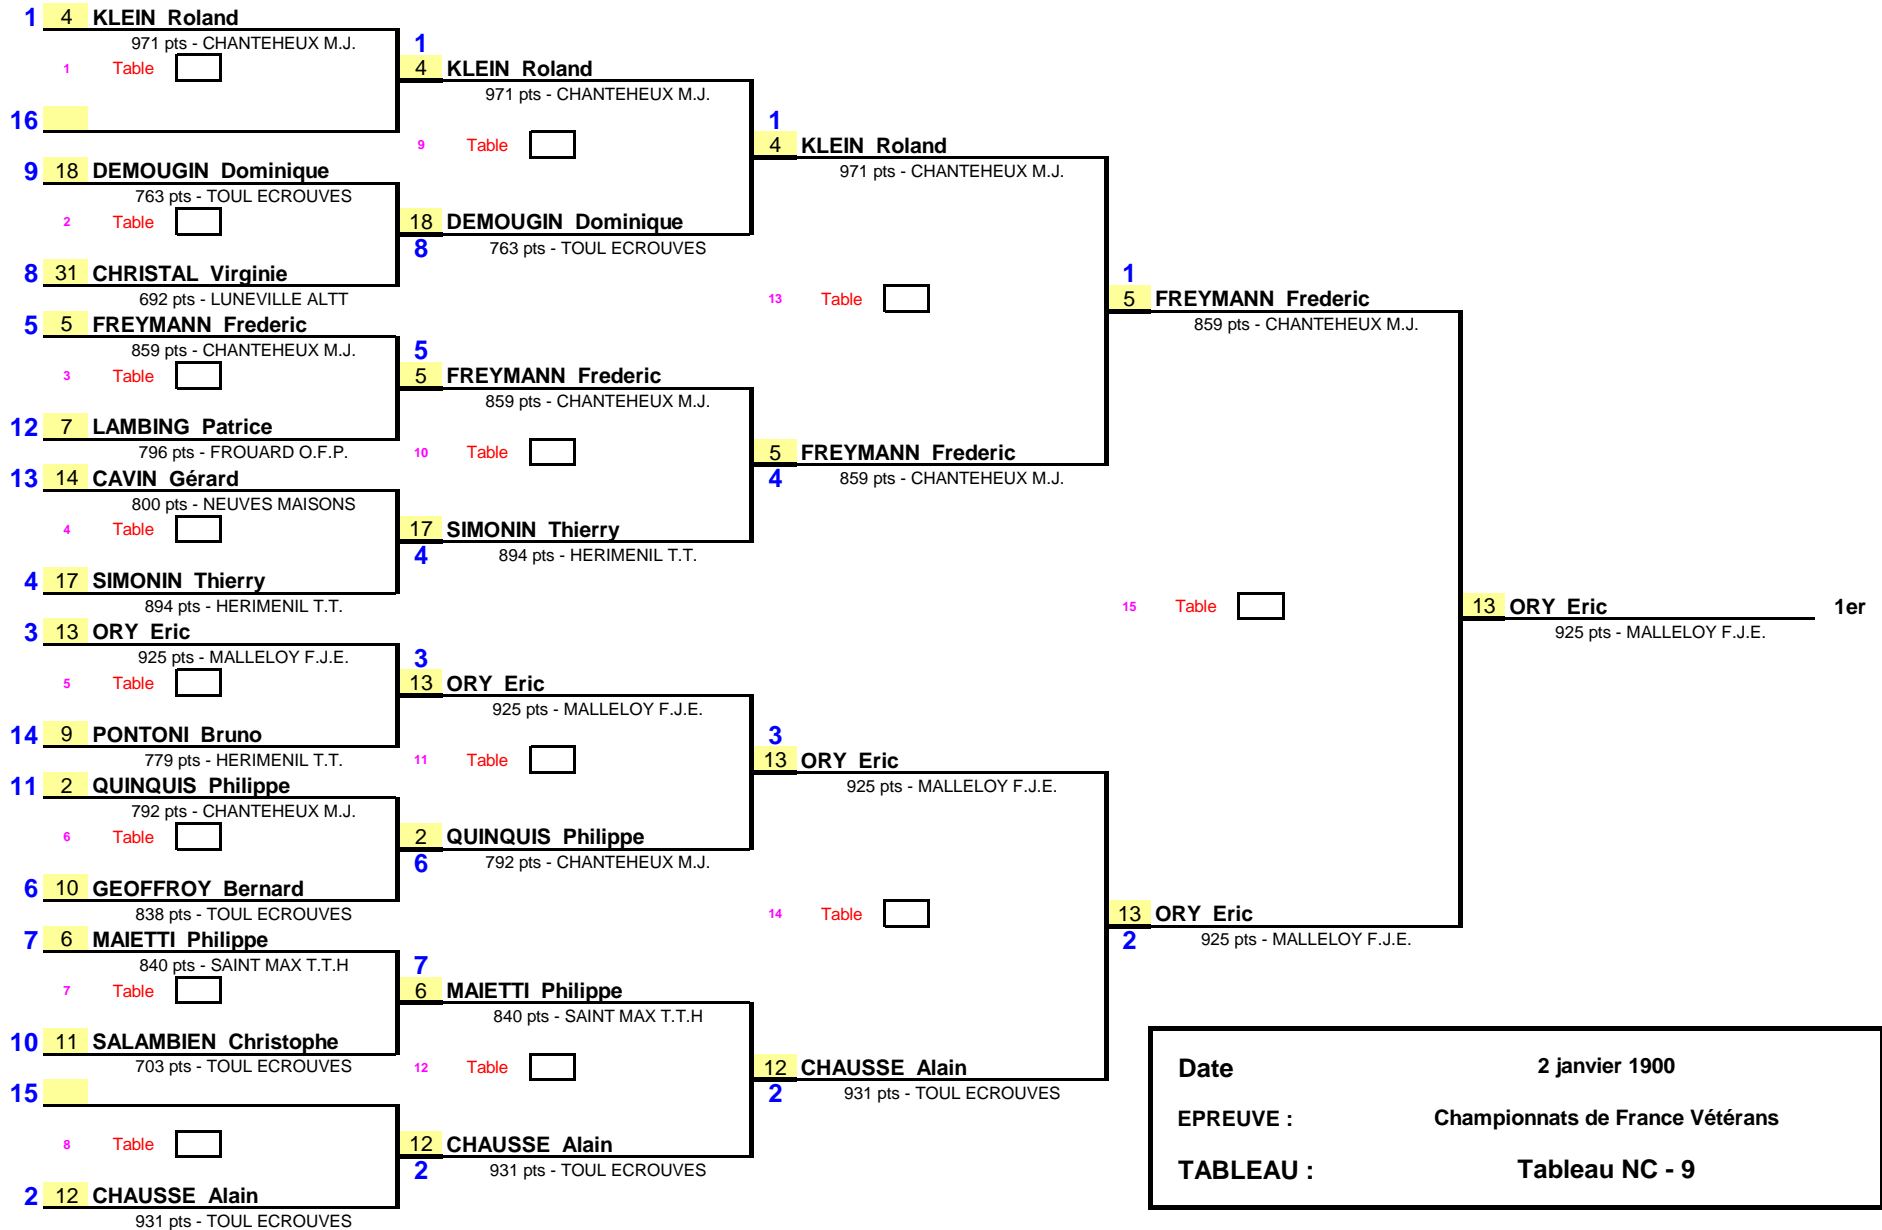 1 4 KLEIN Roland
971 pts - CHANTEHEUX M.J.
1 Table
16
9 18 DEMOUGIN Dominique
763 pts - TOUL ECROUVES
2 Table
8 31 CHRISTAL Virginie
692 pts - LUNEVILLE ALTT
5 5 FREYMANN Frederic
859 pts - CHANTEHEUX M.J.
3 Table
12 7 LAMBING Patrice
796 pts - FROUARD O.F.P.
13 14 CAVIN Gérard
800 pts - NEUVES MAISONS
4 Table
4 17 SIMONIN Thierry
894 pts - HERIMENIL T.T.
3 13 ORY Eric
925 pts - MALLELOY F.J.E.
5 Table
14 9 PONTONI Bruno
779 pts - HERIMENIL T.T.
11 2 QUINQUIS Philippe
792 pts - CHANTEHEUX M.J.
6 Table
6 10 GEOFFROY Bernard
838 pts - TOUL ECROUVES
7 6 MAIETTI Philippe
840 pts - SAINT MAX T.T.H
7 Table
10 11 SALAMBIEN Christophe
703 pts - TOUL ECROUVES
15
8 Table
2 12 CHAUSSE Alain
931 pts - TOUL ECROUVES
1
4 KLEIN Roland
971 pts - CHANTEHEUX M.J.
9 Table
18 DEMOUGIN Dominique
8 763 pts - TOUL ECROUVES
5
5 FREYMANN Frederic
859 pts - CHANTEHEUX M.J.
10 Table
17 SIMONIN Thierry
4 894 pts - HERIMENIL T.T.
3
13 ORY Eric
925 pts - MALLELOY F.J.E.
11 Table
2 QUINQUIS Philippe
6 792 pts - CHANTEHEUX M.J.
7
6 MAIETTI Philippe
840 pts - SAINT MAX T.T.H
12 Table
12 CHAUSSE Alain
2 931 pts - TOUL ECROUVES
1
4 KLEIN Roland
971 pts - CHANTEHEUX M.J.
13 Table
5 FREYMANN Frederic
4 859 pts - CHANTEHEUX M.J.
3
13 ORY Eric
925 pts - MALLELOY F.J.E.
14 Table
12 CHAUSSE Alain
2 931 pts - TOUL ECROUVES
1
5 FREYMANN Frederic
859 pts - CHANTEHEUX M.J.
15 Table
13 ORY Eric
2 925 pts - MALLELOY F.J.E.
13 ORY Eric 1er
925 pts - MALLELOY F.J.E.
Date 2 janvier 1900
EPREUVE : Championnats de France Vétérans
TABLEAU : Tableau NC - 9